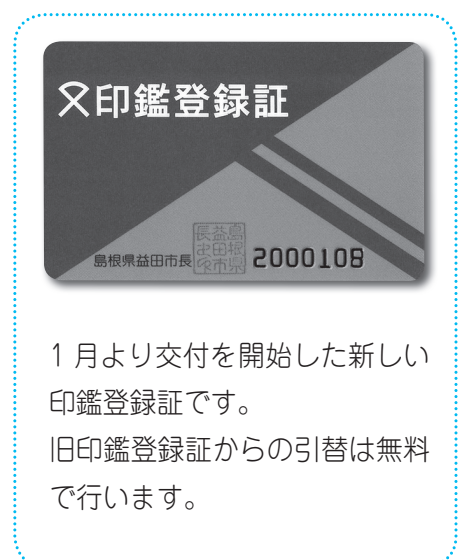 印鑑登録証
島根県益田市長
2000108
1月より交付を開始した新しい
印鑑登録証です。
旧印鑑登録証からの引替は無料
で行います。